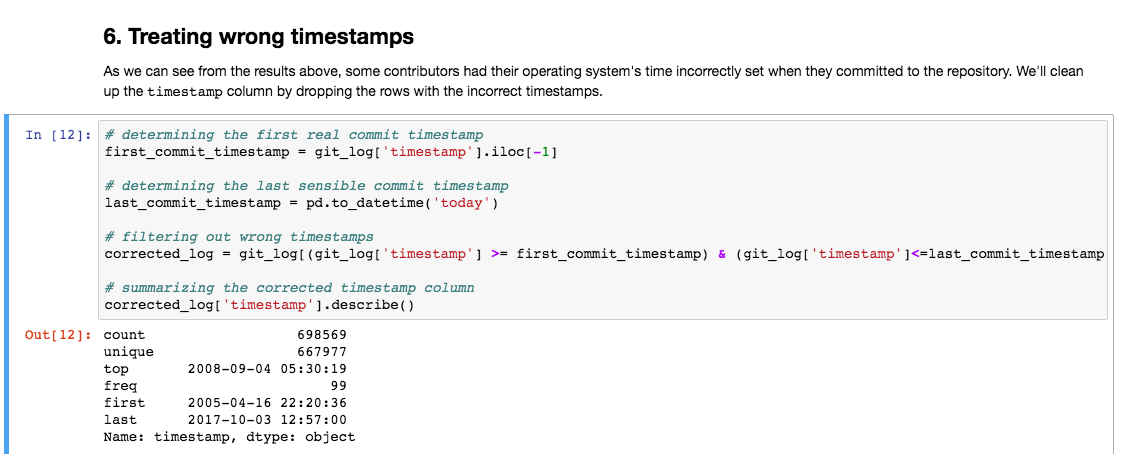 6. Treating wrong timestamps
As we can see from the results above, some contributors had their operating system's time incorrectly set when they committed to the repository. We'll clean
up the timestamp column by dropping the rows with the incorrect timestamps.
In [12]: # determining the first real commit timestamp
first_commit_timestamp = git_log['timestamp'].iloc[-1]
# determining the last sensible commit timestamp
last_commit_timestamp = pd.to_datetime('today')
# filtering out wrong timestamps
corrected_log = git_log[(git_log['timestamp'] >= first_commit_timestamp) & (git_log['timestamp']<=last_commit_timestamp
# summarizing the corrected timestamp column
corrected_log['timestamp'].describe()
Out[12]: count 698569
unique 667977
top 2008-09-04 05:30:19
freq 99
first 2005-04-16 22:20:36
last 2017-10-03 12:57:00
Name: timestamp, dtype: object